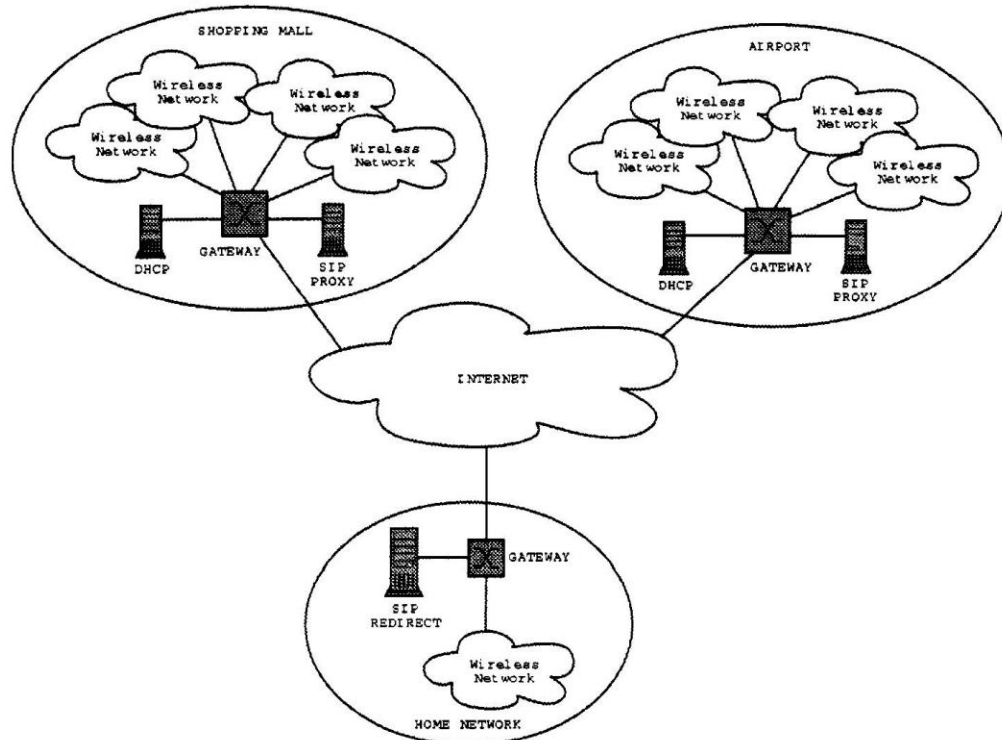 SHOPPING MALL
Wireless
Network
Wireless
Network
Wireless
Network
Wireless
Network
DHCP
GATEWAY
SIP
PROXY
AIRPORT
Wireless
Network
Wireless
Network
Wireless
Network
Wireless
Network
DHCP
GATEWAY
SIP
PROXY
INTERNET
GATEWAY
SIP
REDIRECT
Wireless
Network
HOME NETWORK